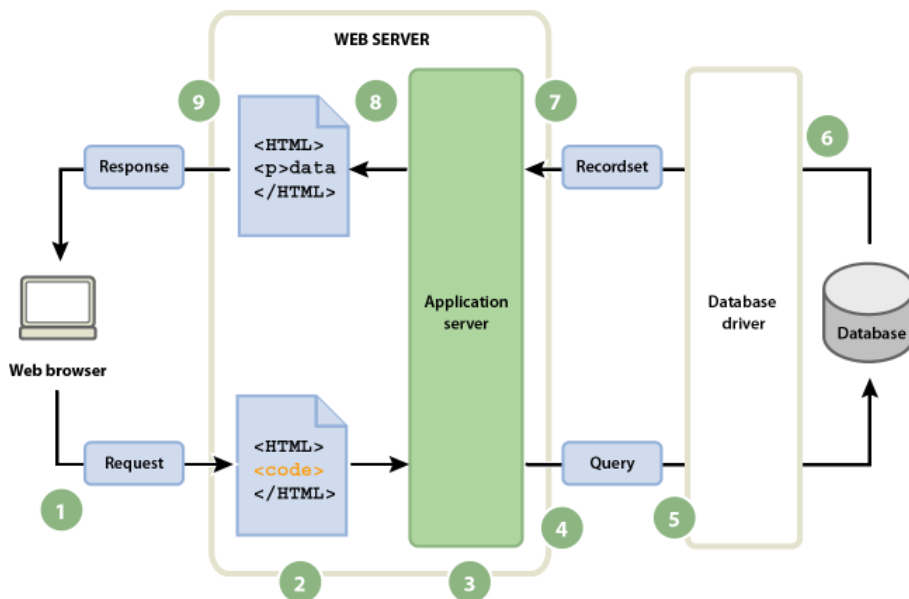 WEB SERVER
9
8
7
6
Response
<HTML>
<p>data
</HTML>
Recordset
Application
server
Database
driver
Database
Web browser
Request
<HTML>
<code>
</HTML>
Query
1
2
3
4
5